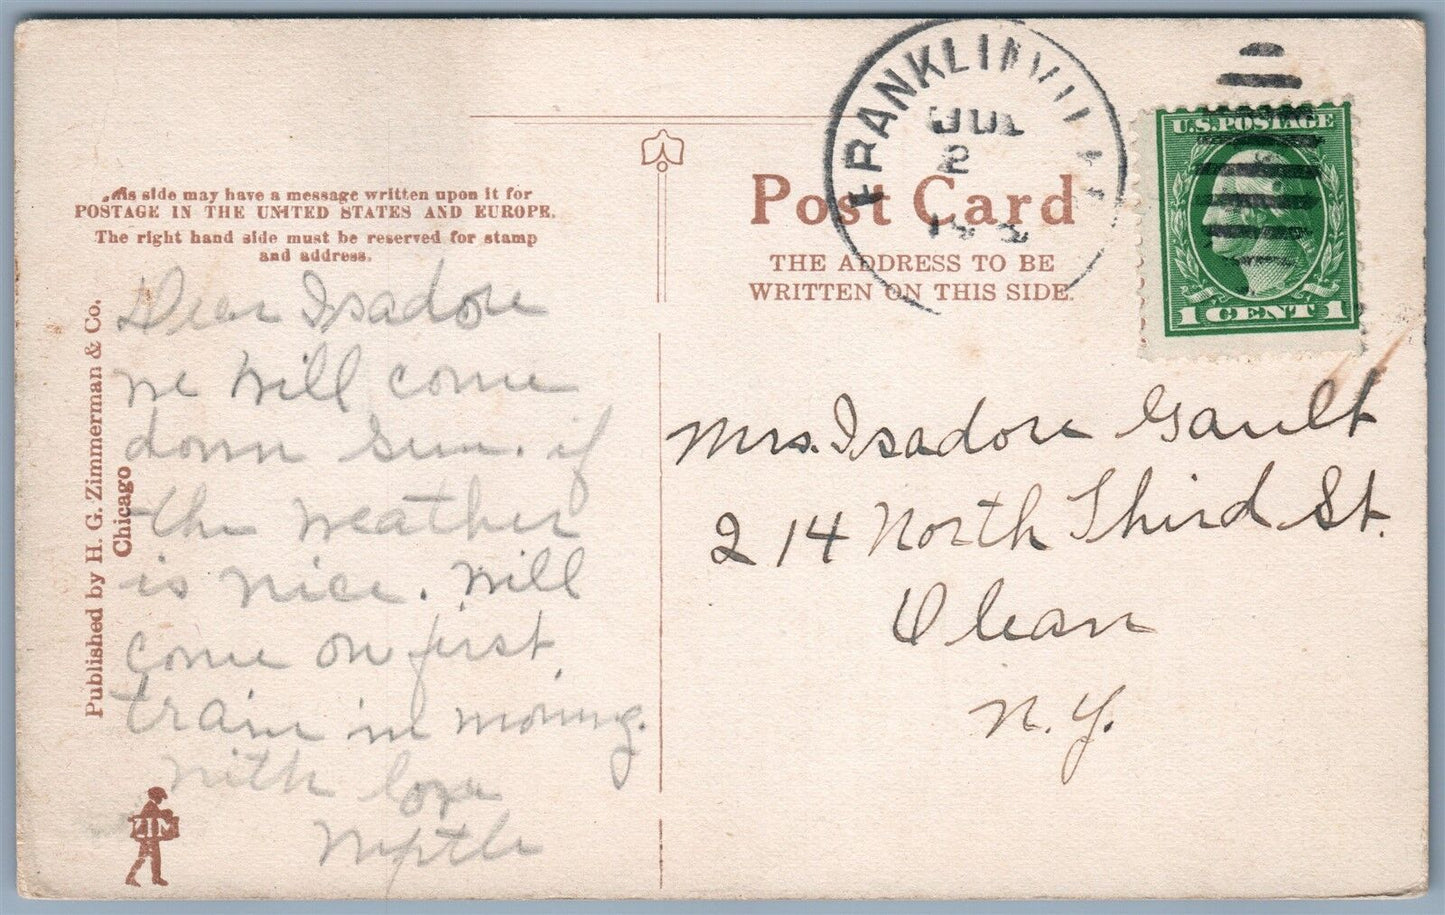 This side may have a message written upon it for
POSTAGE IN THE UNITED STATES AND EUROPE.
The right hand side must be reserved for stamp
and address.
Published by H. G. Zimmerman & Co.
Chicago
Dear Isadore
we will come
down Sun. if
the weather
is nice. Will
come on first
train in morning.
with love
Myrtle
ZIM
FRANKLINVILLE
JUL
2
Post Card
THE ADDRESS TO BE
WRITTEN ON THIS SIDE.
U.S.POSTAGE
1 CENT 1
Mrs. Isadore Gault
214 North Third St.
Olean
N.Y.